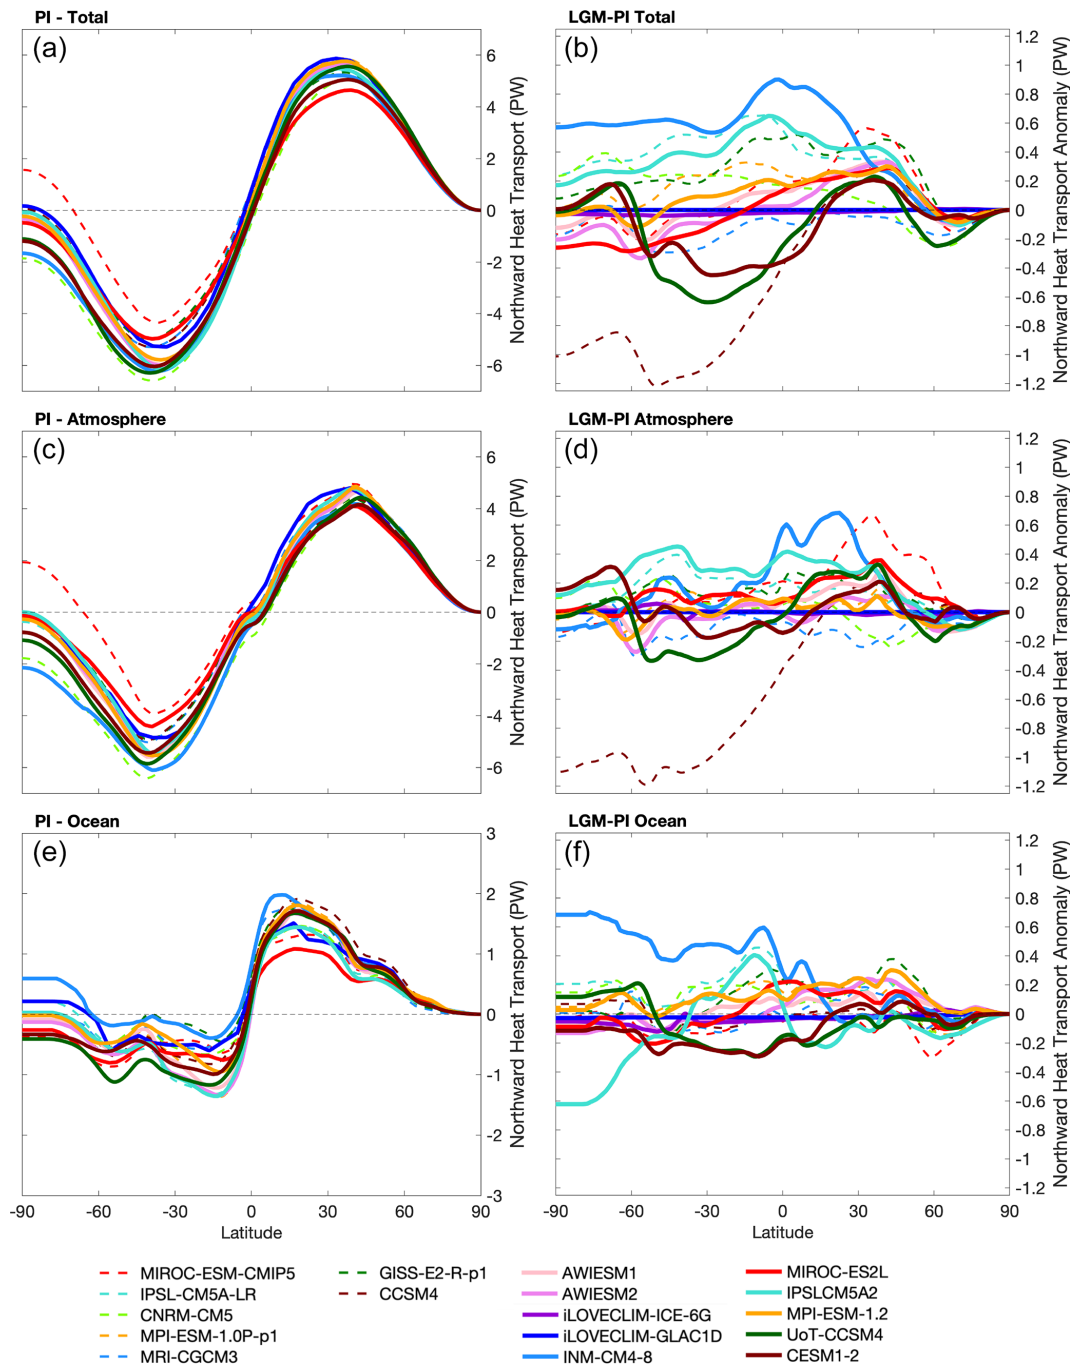 PI - Total
LGM-PI Total
(a)
(b)
6
4
2
0
-2
-4
-6
Northward Heat Transport (PW)
1.2
1
0.8
0.6
0.4
0.2
0
-0.2
-0.4
-0.6
-0.8
-1
-1.2
Northward Heat Transport Anomaly (PW)
PI - Atmosphere
LGM-PI Atmosphere
(c)
(d)
6
4
2
0
-2
-4
-6
Northward Heat Transport (PW)
1.2
1
0.8
0.6
0.4
0.2
0
-0.2
-0.4
-0.6
-0.8
-1
-1.2
Northward Heat Transport Anomaly (PW)
PI - Ocean
LGM-PI Ocean
(e)
(f)
3
2
1
0
-1
-2
-3
Northward Heat Transport (PW)
1.2
1
0.8
0.6
0.4
0.2
0
-0.2
-0.4
-0.6
-0.8
-1
-1.2
Northward Heat Transport Anomaly (PW)
-90 -60 -30 0 30 60 90
Latitude
-90 -60 -30 0 30 60 90
Latitude
MIROC-ESM-CMIP5
IPSL-CM5A-LR
CNRM-CM5
MPI-ESM-1.0P-p1
MRI-CGCM3
GISS-E2-R-p1
CCSM4
AWIESM1
AWIESM2
iLOVECLIM-ICE-6G
iLOVECLIM-GLAC1D
INM-CM4-8
MIROC-ES2L
IPSLCM5A2
MPI-ESM-1.2
UoT-CCSM4
CESM1-2